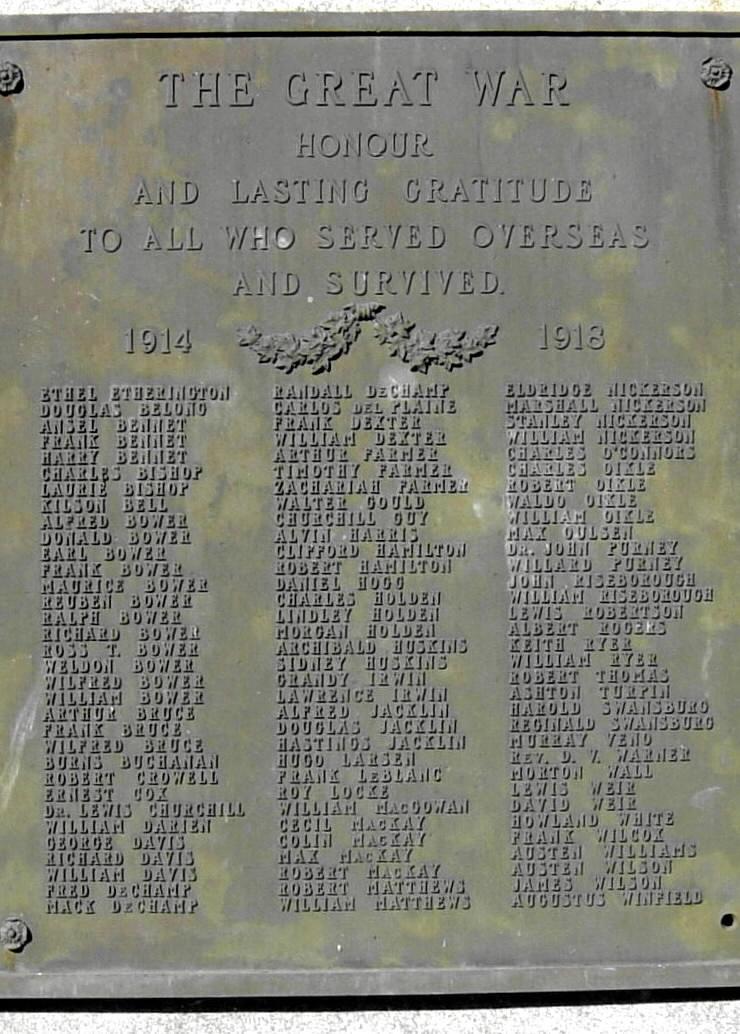 THE GREAT WAR
HONOUR
AND LASTING GRATITUDE
TO ALL WHO SERVED OVERSEAS
AND SURVIVED.
1914 1918
ETHEL ETHERINGTON
DOUGLAS BELONG
ANSEL BENNET
FRANK BENNET
HARRY BENNET
CHARLES BISHOP
LAURIE BISHOP
KILSON BELL
ALFRED BOWER
DONALD BOWER
EARL BOWER
FRANK BOWER
MAURICE BOWER
REUBEN BOWER
RALPH BOWER
RICHARD BOWER
ROSS T. BOWER
WELDON BOWER
WILFRED BOWER
WILLIAM BOWER
ARTHUR BRUCE
FRANK BRUCE
WILFRED BRUCE
BURNS BUCHANAN
ROBERT CROWELL
ERNEST COX
DR. LEWIS CHURCHILL
WILLIAM DARIEN
GEORGE DAVIS
RICHARD DAVIS
WILLIAM DAVIS
FRED DECHAMP
MACK DECHAMP
RANDALL DECHAMP
CARLOS DEL PLAINE
FRANK DEXTER
WILLIAM DEXTER
ARTHUR FARMER
TIMOTHY FARMER
ZACHARIAH FARMER
WALTER GOULD
CHURCHILL GUY
ALVIN HARRIS
CLIFFORD HAMILTON
ROBERT HAMILTON
DANIEL HOGG
CHARLES HOLDEN
LINDLEY HOLDEN
MORGAN HOLDEN
ARCHIBALD HUSKINS
SIDNEY HUSKINS
GRANDY IRWIN
LAWRENCE IRWIN
ALFRED JACKLIN
DOUGLAS JACKLIN
HASTINGS JACKLIN
HUGO LARSEN
FRANK LEBLANC
ROY LOCKE
WILLIAM MACGOWAN
CECIL MACKAY
COLIN MACKAY
MAX MACKAY
ROBERT MACKAY
ROBERT MATTHEWS
WILLIAM MATTHEWS
ELDRIDGE NICKERSON
MARSHALL NICKERSON
STANLEY NICKERSON
WILLIAM NICKERSON
CHARLES O'CONNORS
CHARLES OIKLE
ROBERT OIKLE
WALDO OIKLE
WILLIAM OIKLE
MAX OULSEN
DR. JOHN PURNEY
WILLARD PURNEY
JOHN RISEBOROUGH
WILLIAM RISEBOROUGH
LEWIS ROBERTSON
ALBERT ROGERS
KEITH RYER
WILLIAM RYER
ROBERT THOMAS
ASHTON TURPIN
HAROLD SWANSBURG
REGINALD SWANSBURG
MURRAY VENO
REV. D. V. WARNER
MORTON WALL
LEWIS WEIR
DAVID WEIR
HOWLAND WHITE
FRANK WILCOX
AUSTEN WILLIAMS
AUSTEN WILSON
JAMES WILSON
AUGUSTUS WINFIELD